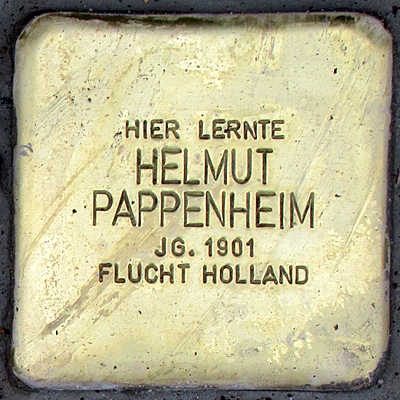 HIER LERNTE
HELMUT
PAPPENHEIM
JG. 1901
FLUCHT HOLLAND